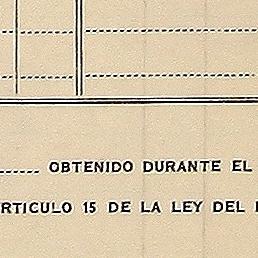 OBTENIDO DURANTE EL
RTICULO 15 DE LA LEY DEL